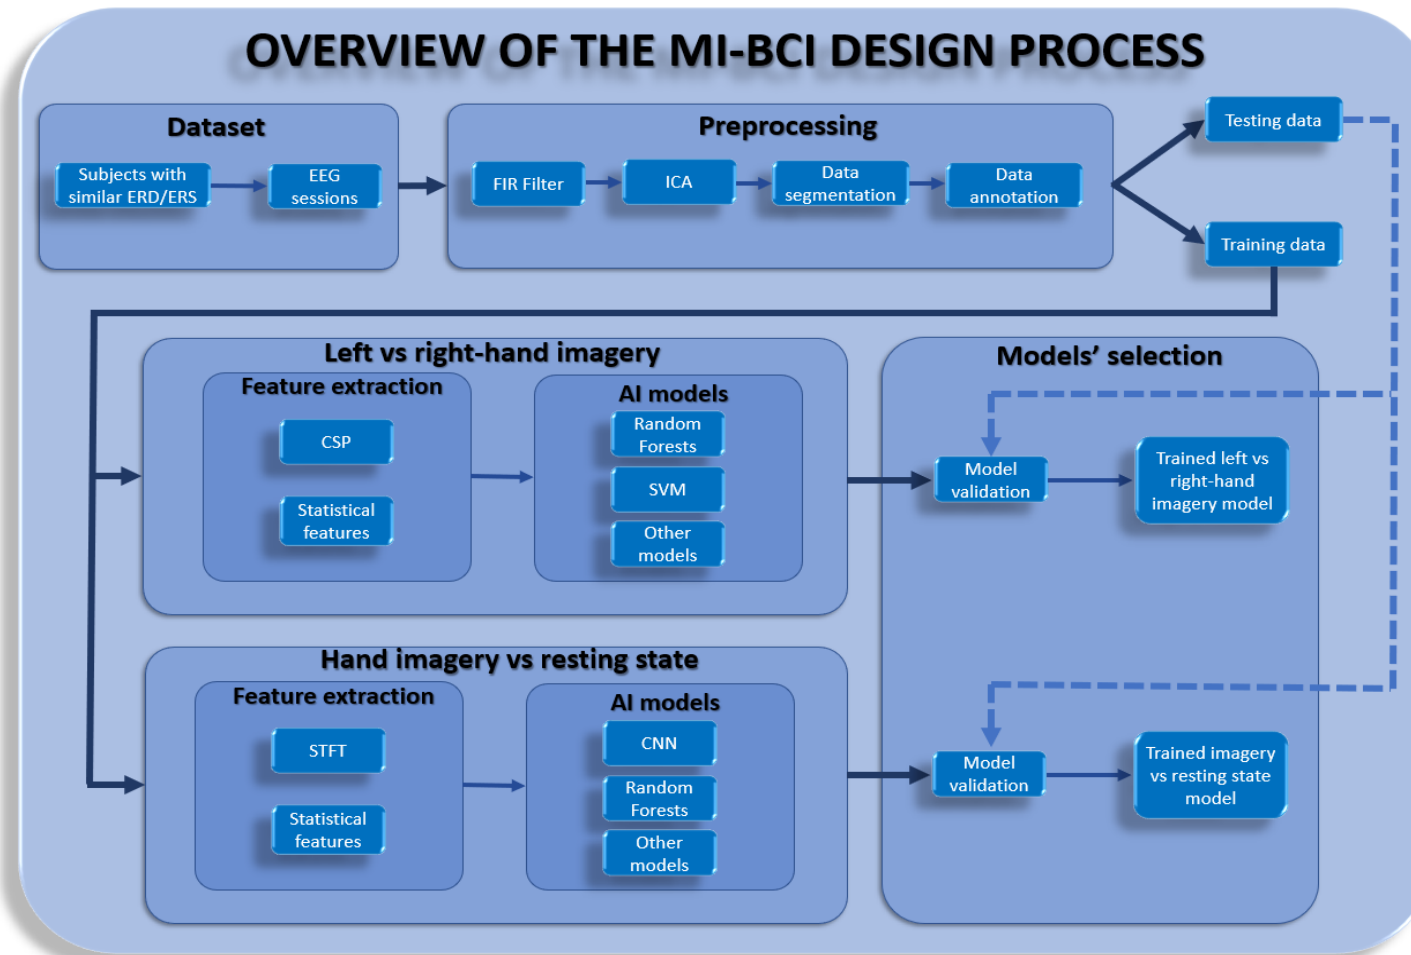 OVERVIEW OF THE MI-BCI DESIGN PROCESS
Dataset
Subjects with
similar ERD/ERS
EEG
sessions
Preprocessing
FIR Filter
ICA
Data
segmentation
Data
annotation
Testing data
Training data
Left vs right-hand imagery
Feature extraction
CSP
Statistical
features
AI models
Random
Forests
SVM
Other
models
Models’ selection
Model
validation
Trained left vs
right-hand
imagery model
Hand imagery vs resting state
Feature extraction
STFT
Statistical
features
AI models
CNN
Random
Forests
Other
models
Model
validation
Trained imagery
vs resting state
model